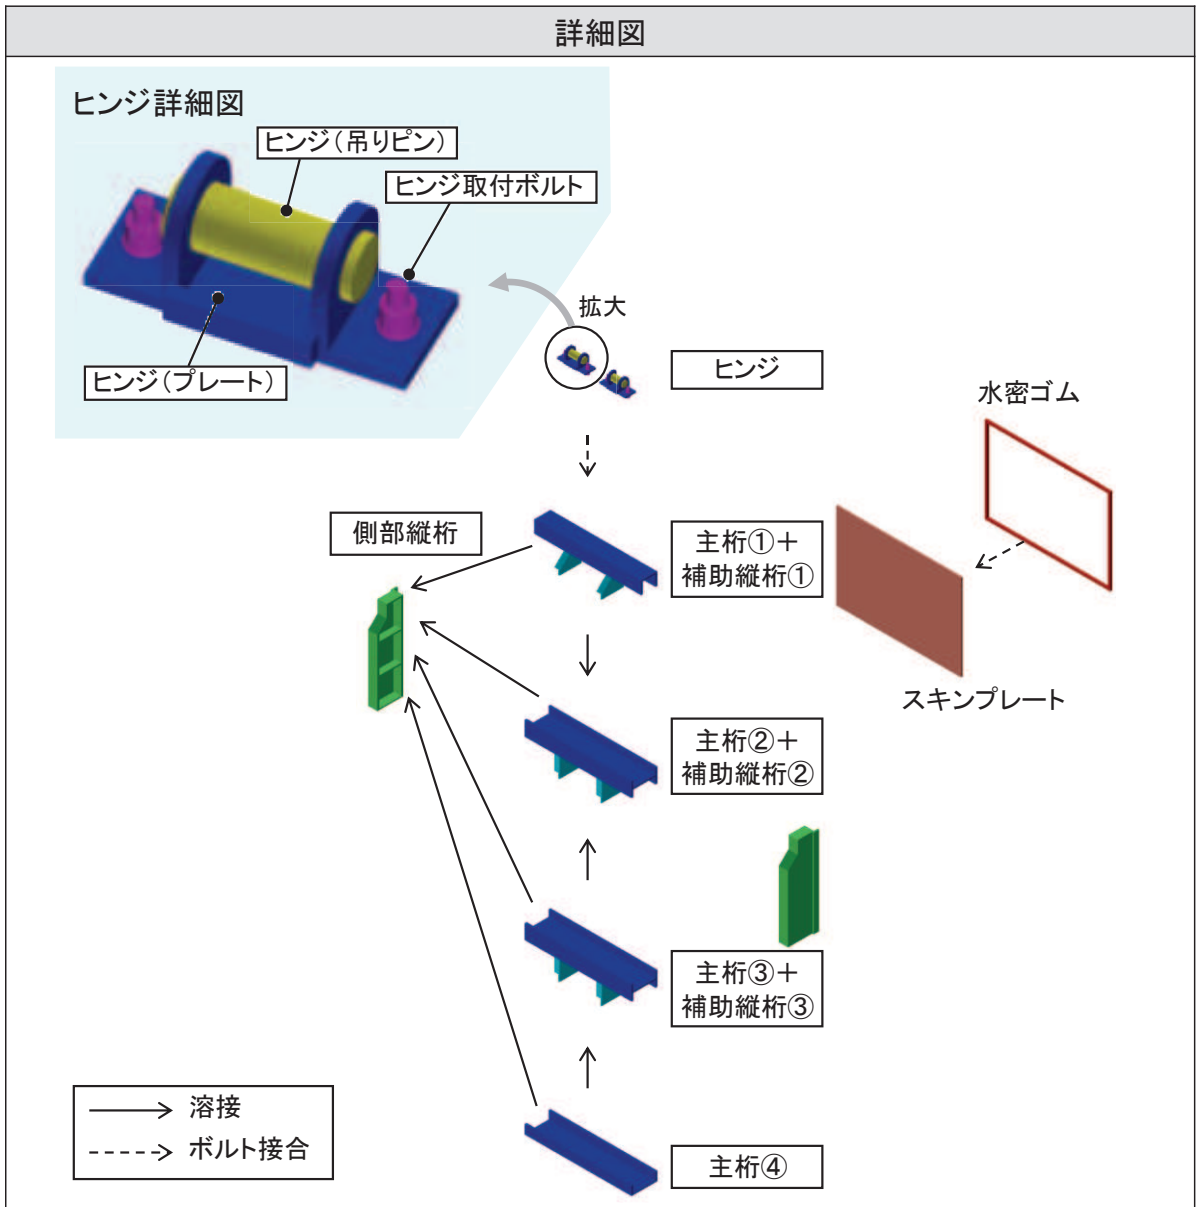 詳細図
ヒンジ詳細図
ヒンジ(吊りピン)
ヒンジ取付ボルト
ヒンジ(プレート)
拡大
ヒンジ
水密ゴム
側部縦桁
主桁①+
補助縦桁①
スキンプレート
主桁②+
補助縦桁②
主桁③+
補助縦桁③
溶接
ボルト接合
主桁④